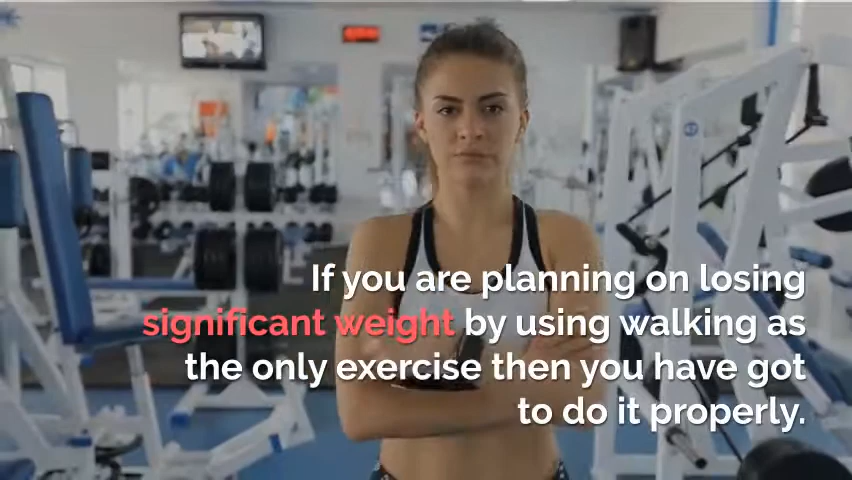 If you are planning on losing
significant weight by using walking as
the only exercise then you have got
to do it properly.